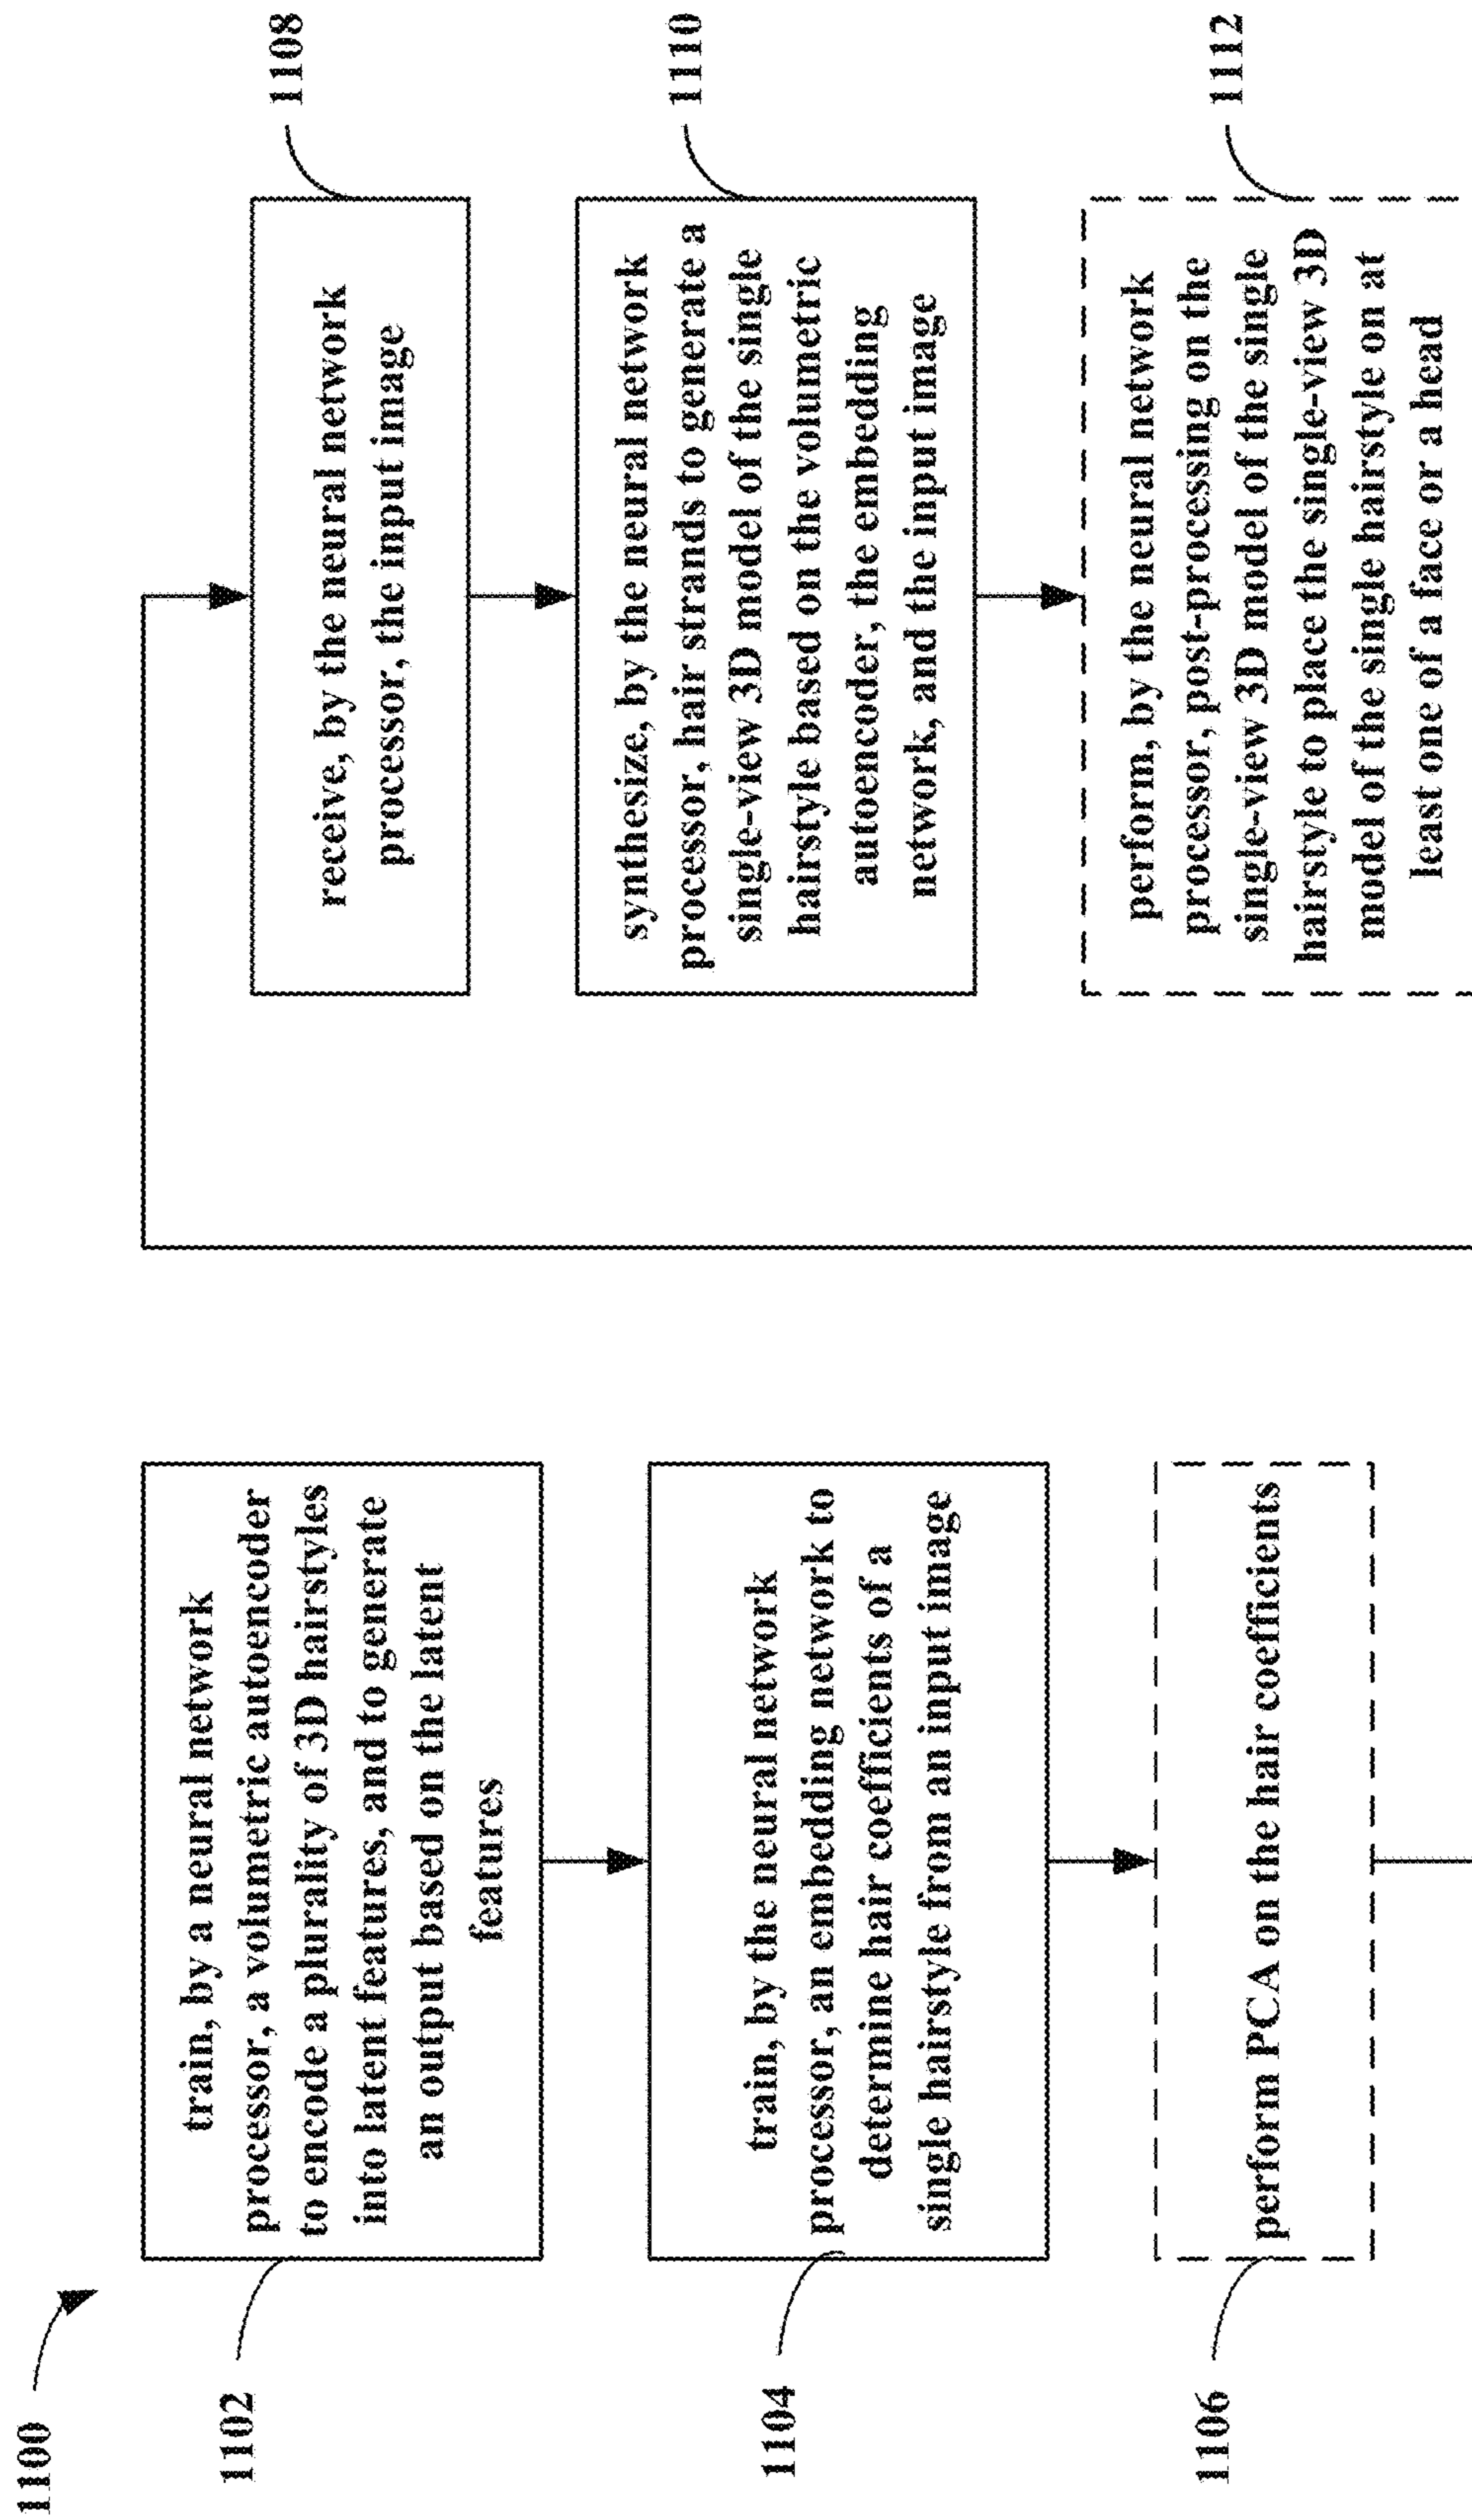 1100
1102
train, by a neural network
processor, a volumetric autoencoder
to encode a plurality of 3D hairstyles
into latent features, and to generate
an output based on the latent
features
1104
train, by the neural network
processor, an embedding network to
determine hair coefficients of a
single hairstyle from an input image
1106
perform PCA on the hair coefficients
1108
receive, by the neural network
processor, the input image
1110
synthesize, by the neural network
processor, hair strands to generate a
single-view 3D model of the single
hairstyle based on the volumetric
autoencoder, the embedding
network, and the input image
1112
perform, by the neural network
processor, post-processing on the
single-view 3D model of the single
hairstyle to place the single-view 3D
model of the single hairstyle on at
least one of a face or a head